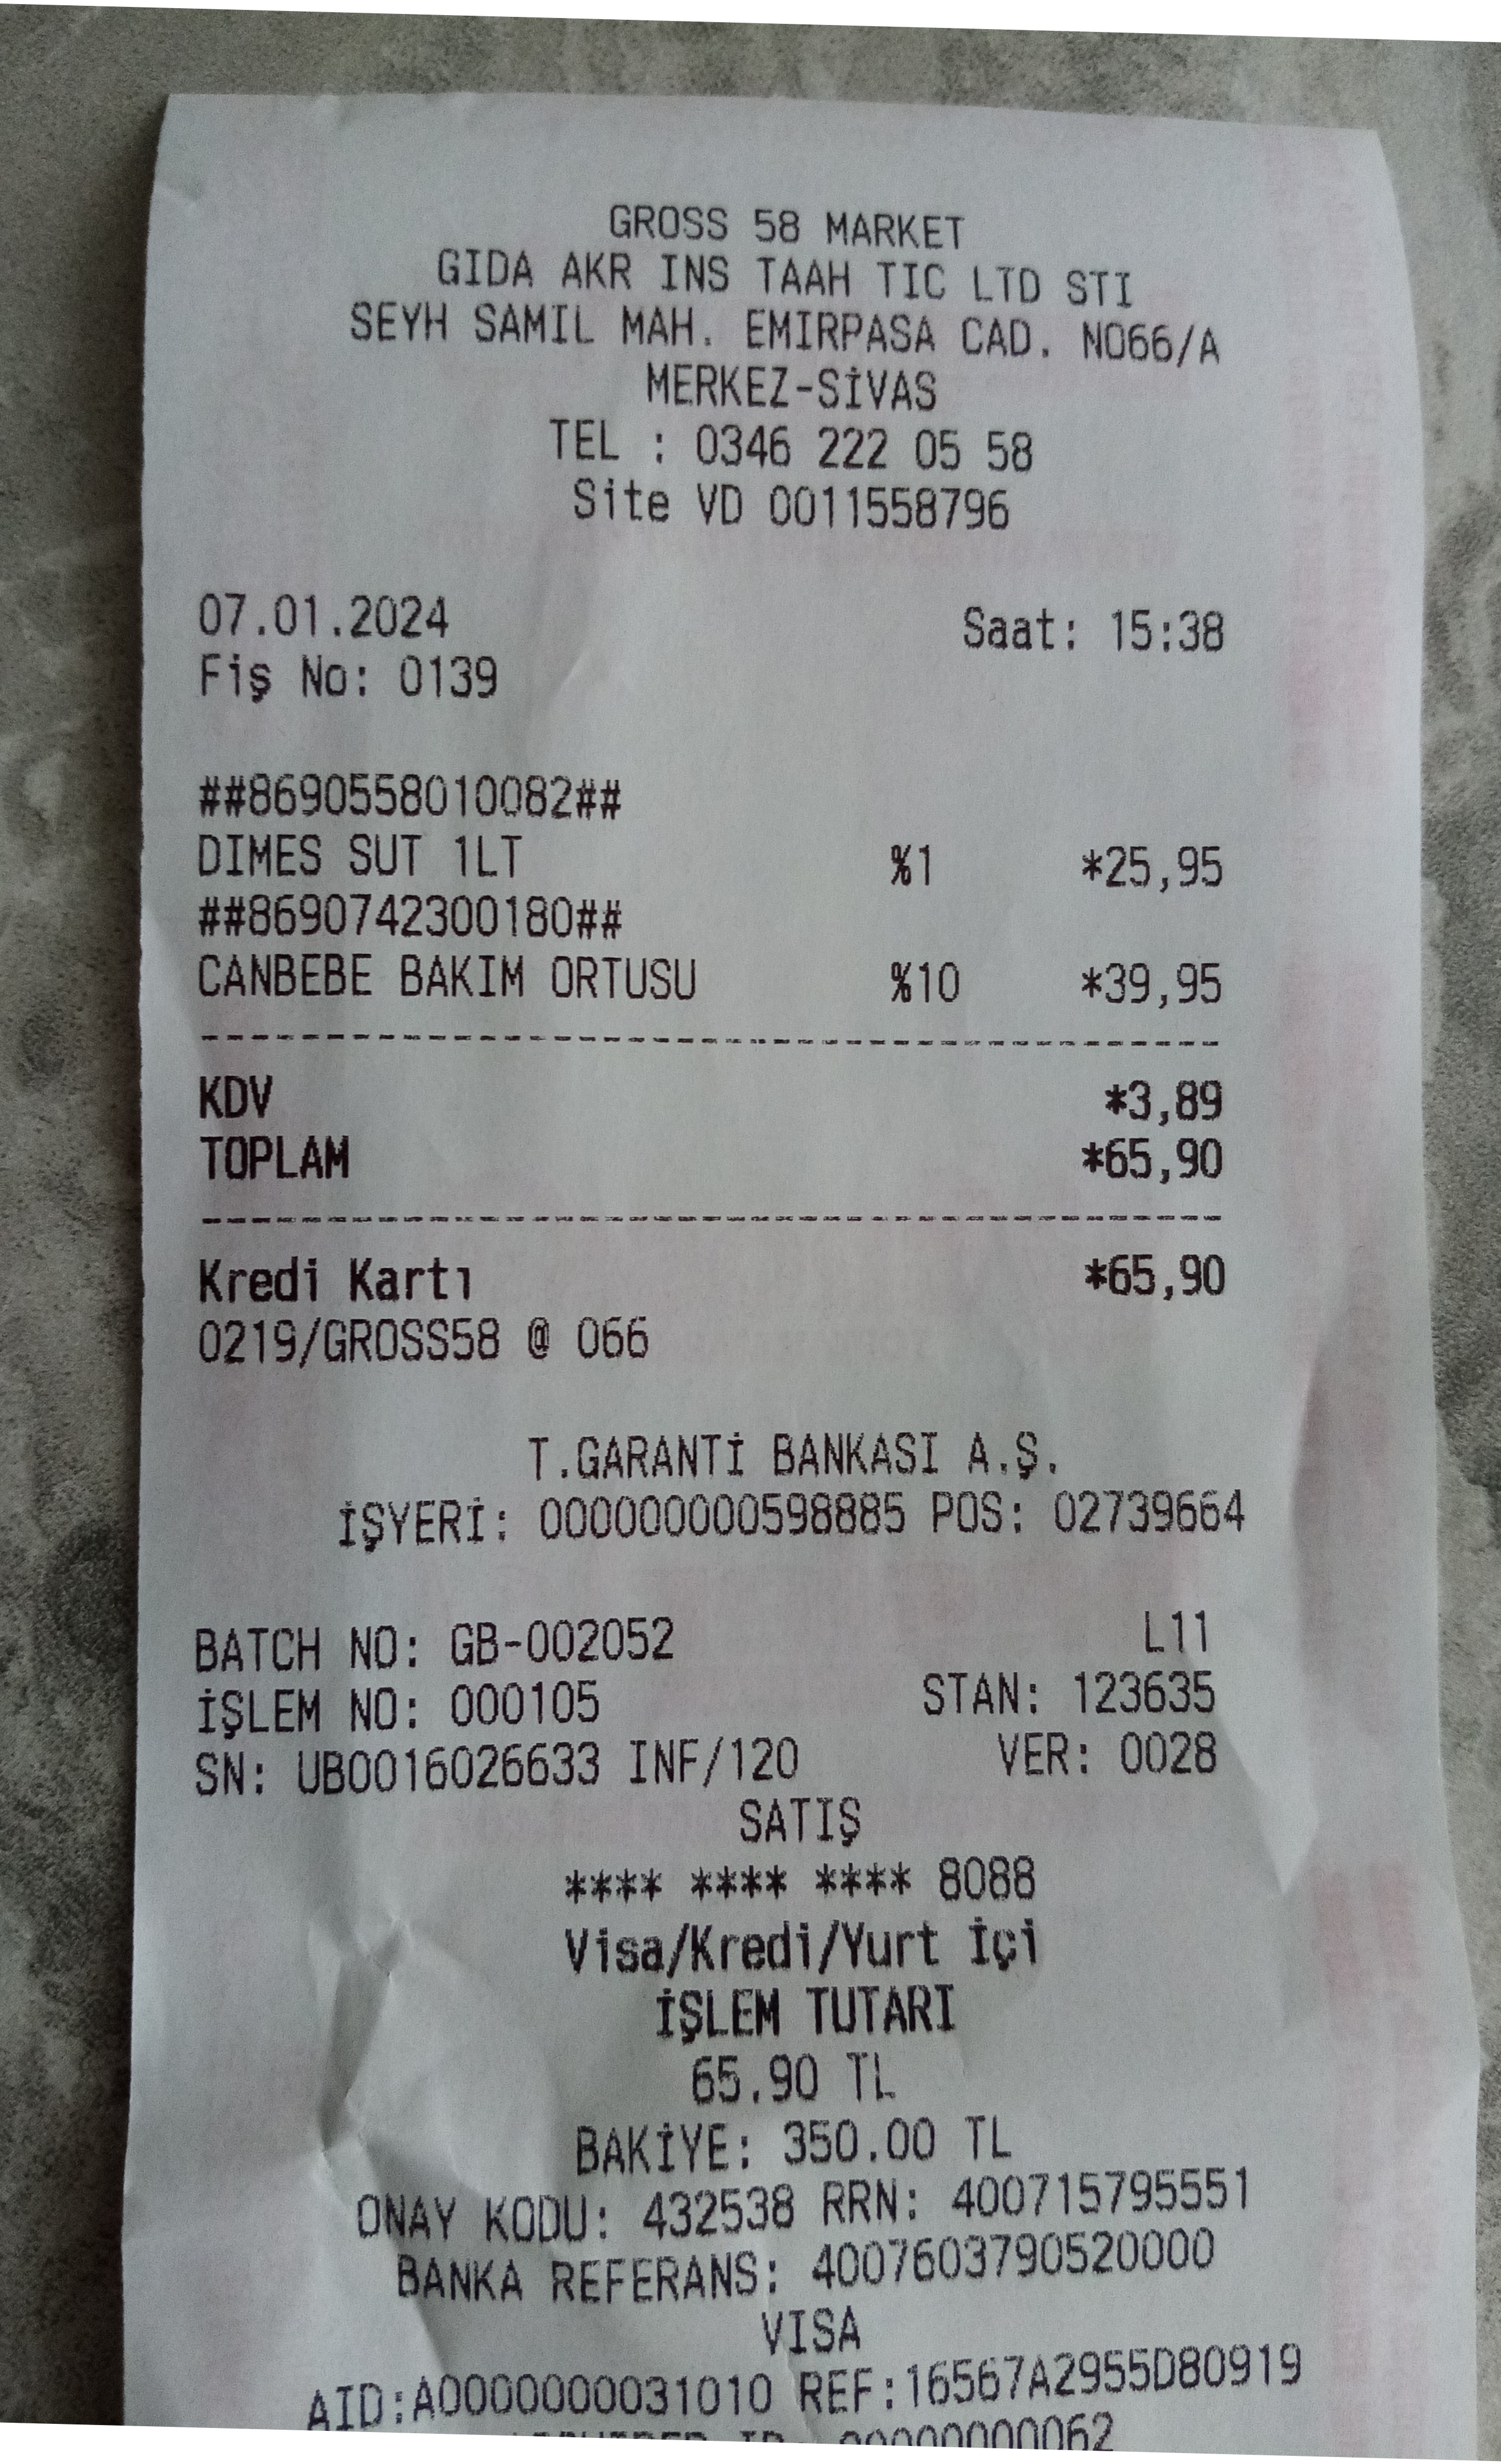 GROSS 58 MARKET
GIDA AKR INS TAAH TIC LTD STI
SEYH SAMIL MAH. EMIRPASA CAD. NO66/A
MERKEZ-SİVAS
TEL : 0346 222 05 58
Site VD 0011558796
07.01.2024 Saat: 15:38
Fiş No: 0139
##8690558010082##
DIMES SUT 1LT %1 *25,95
##8690742300180##
CANBEBE BAKIM ORTUSU %10 *39,95
KDV *3,89
TOPLAM *65,90
Kredi Kartı *65,90
0219/GROSS58 @ 066
T.GARANTİ BANKASI A.Ş.
İŞYERİ: 000000000598885 POS: 02739664
L11
BATCH NO: GB-002052
İŞLEM NO: 000105 STAN: 123635
SN: UB0016026633 INF/120 VER: 0028
SATIŞ
**** **** **** 8088
Visa/Kredi/Yurt İçi
İŞLEM TUTARI
65.90 TL
BAKİYE: 350.00 TL
ONAY KODU: 432538 RRN: 400715795551
BANKA REFERANS: 4007603790520000
VISA
AID:A0000000031010 REF:16567A2955D80919